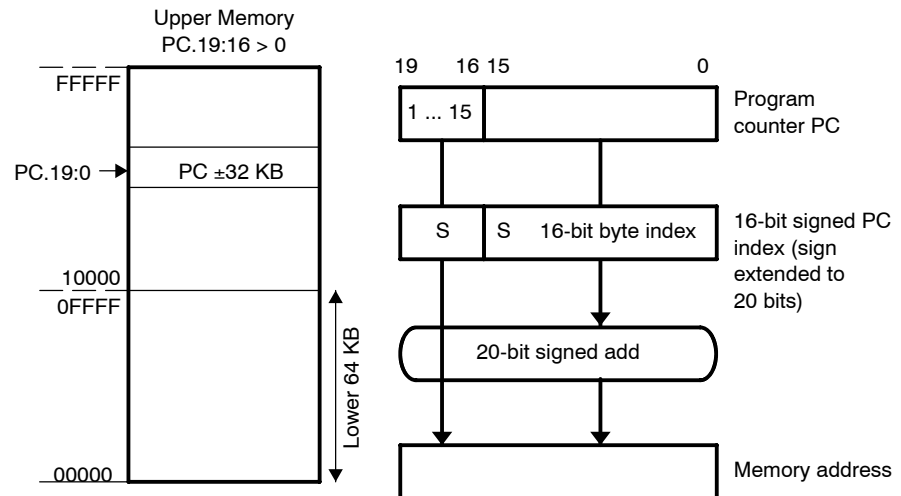 Upper Memory
PC.19:16 > 0
FFFFF
PC.19:0
PC ±32 KB
10000
0FFFF
Lower 64 KB
00000
19 16 15 0
1 ... 15
Program
counter PC
S S 16-bit byte index
16-bit signed PC
index (sign
extended to
20 bits)
20-bit signed add
Memory address